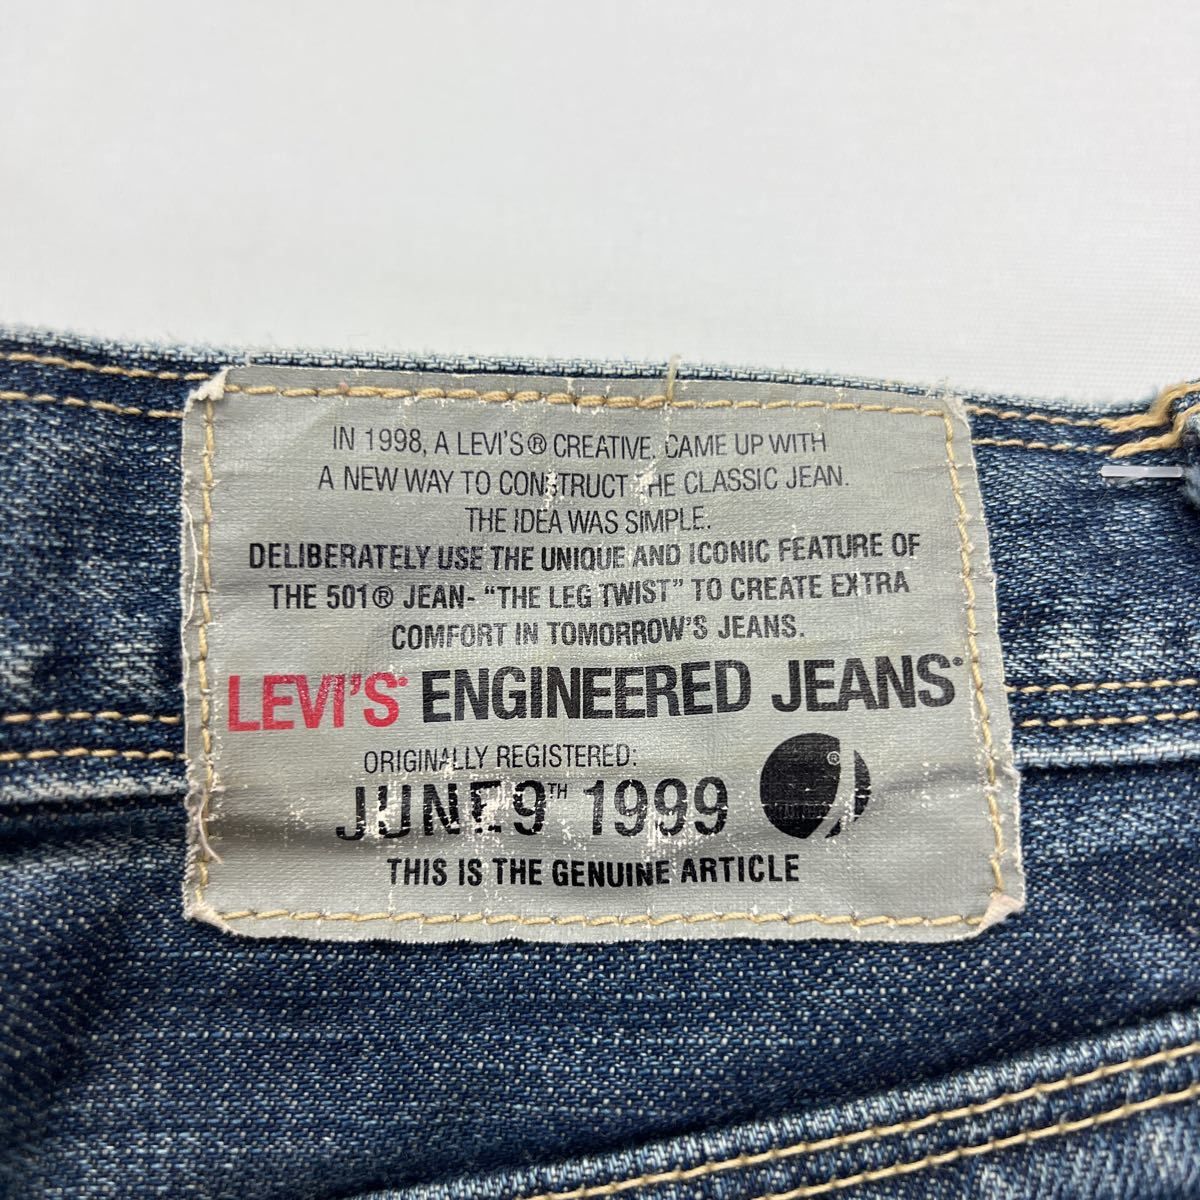 IN 1998, A LEVI'S® CREATIVE, CAME UP WITH
A NEW WAY TO CONSTRUCT THE CLASSIC JEAN.
THE IDEA WAS SIMPLE.
DELIBERATELY USE THE UNIQUE AND ICONIC FEATURE OF
THE 501® JEAN- “THE LEG TWIST” TO CREATE EXTRA
COMFORT IN TOMORROW'S JEANS.
LEVI'S® ENGINEERED JEANS®
ORIGINALLY REGISTERED:
JUNE 9TH 1999 ®
THIS IS THE GENUINE ARTICLE